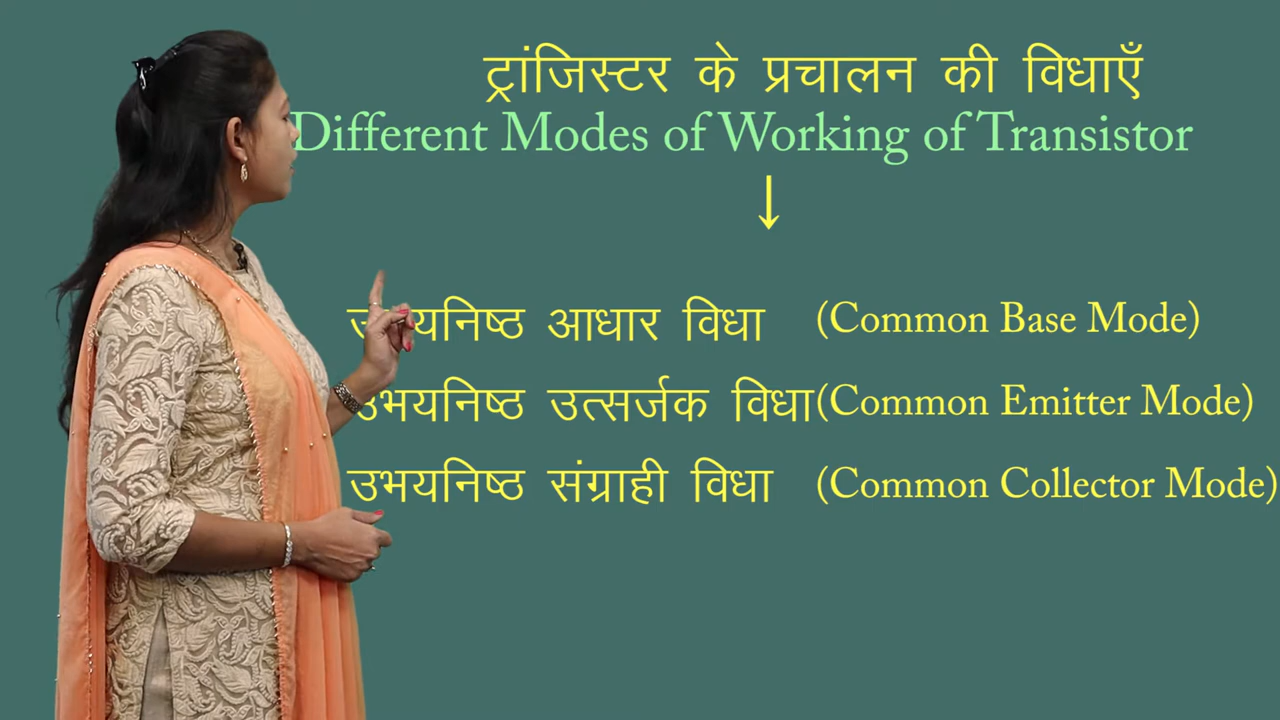 ट्रांजिस्टर के प्रचालन की विधाएँ
Different Modes of Working of Transistor
↓
उभयनिष्ठ आधार विधा (Common Base Mode)
उभयनिष्ठ उत्सर्जक विधा (Common Emitter Mode)
उभयनिष्ठ संग्राही विधा (Common Collector Mode)